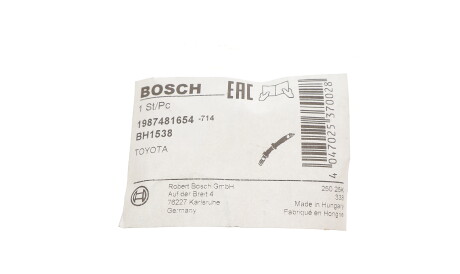 BOSCH
EAC
1 St/Pc
1987481654 -714
BH1538
TOYOTA
4 047025 370028
Robert Bosch GmbH
Auf der Breit 4
76227 Karlsruhe
Germany
Made in Hungary
Fabriqué en Hongrie